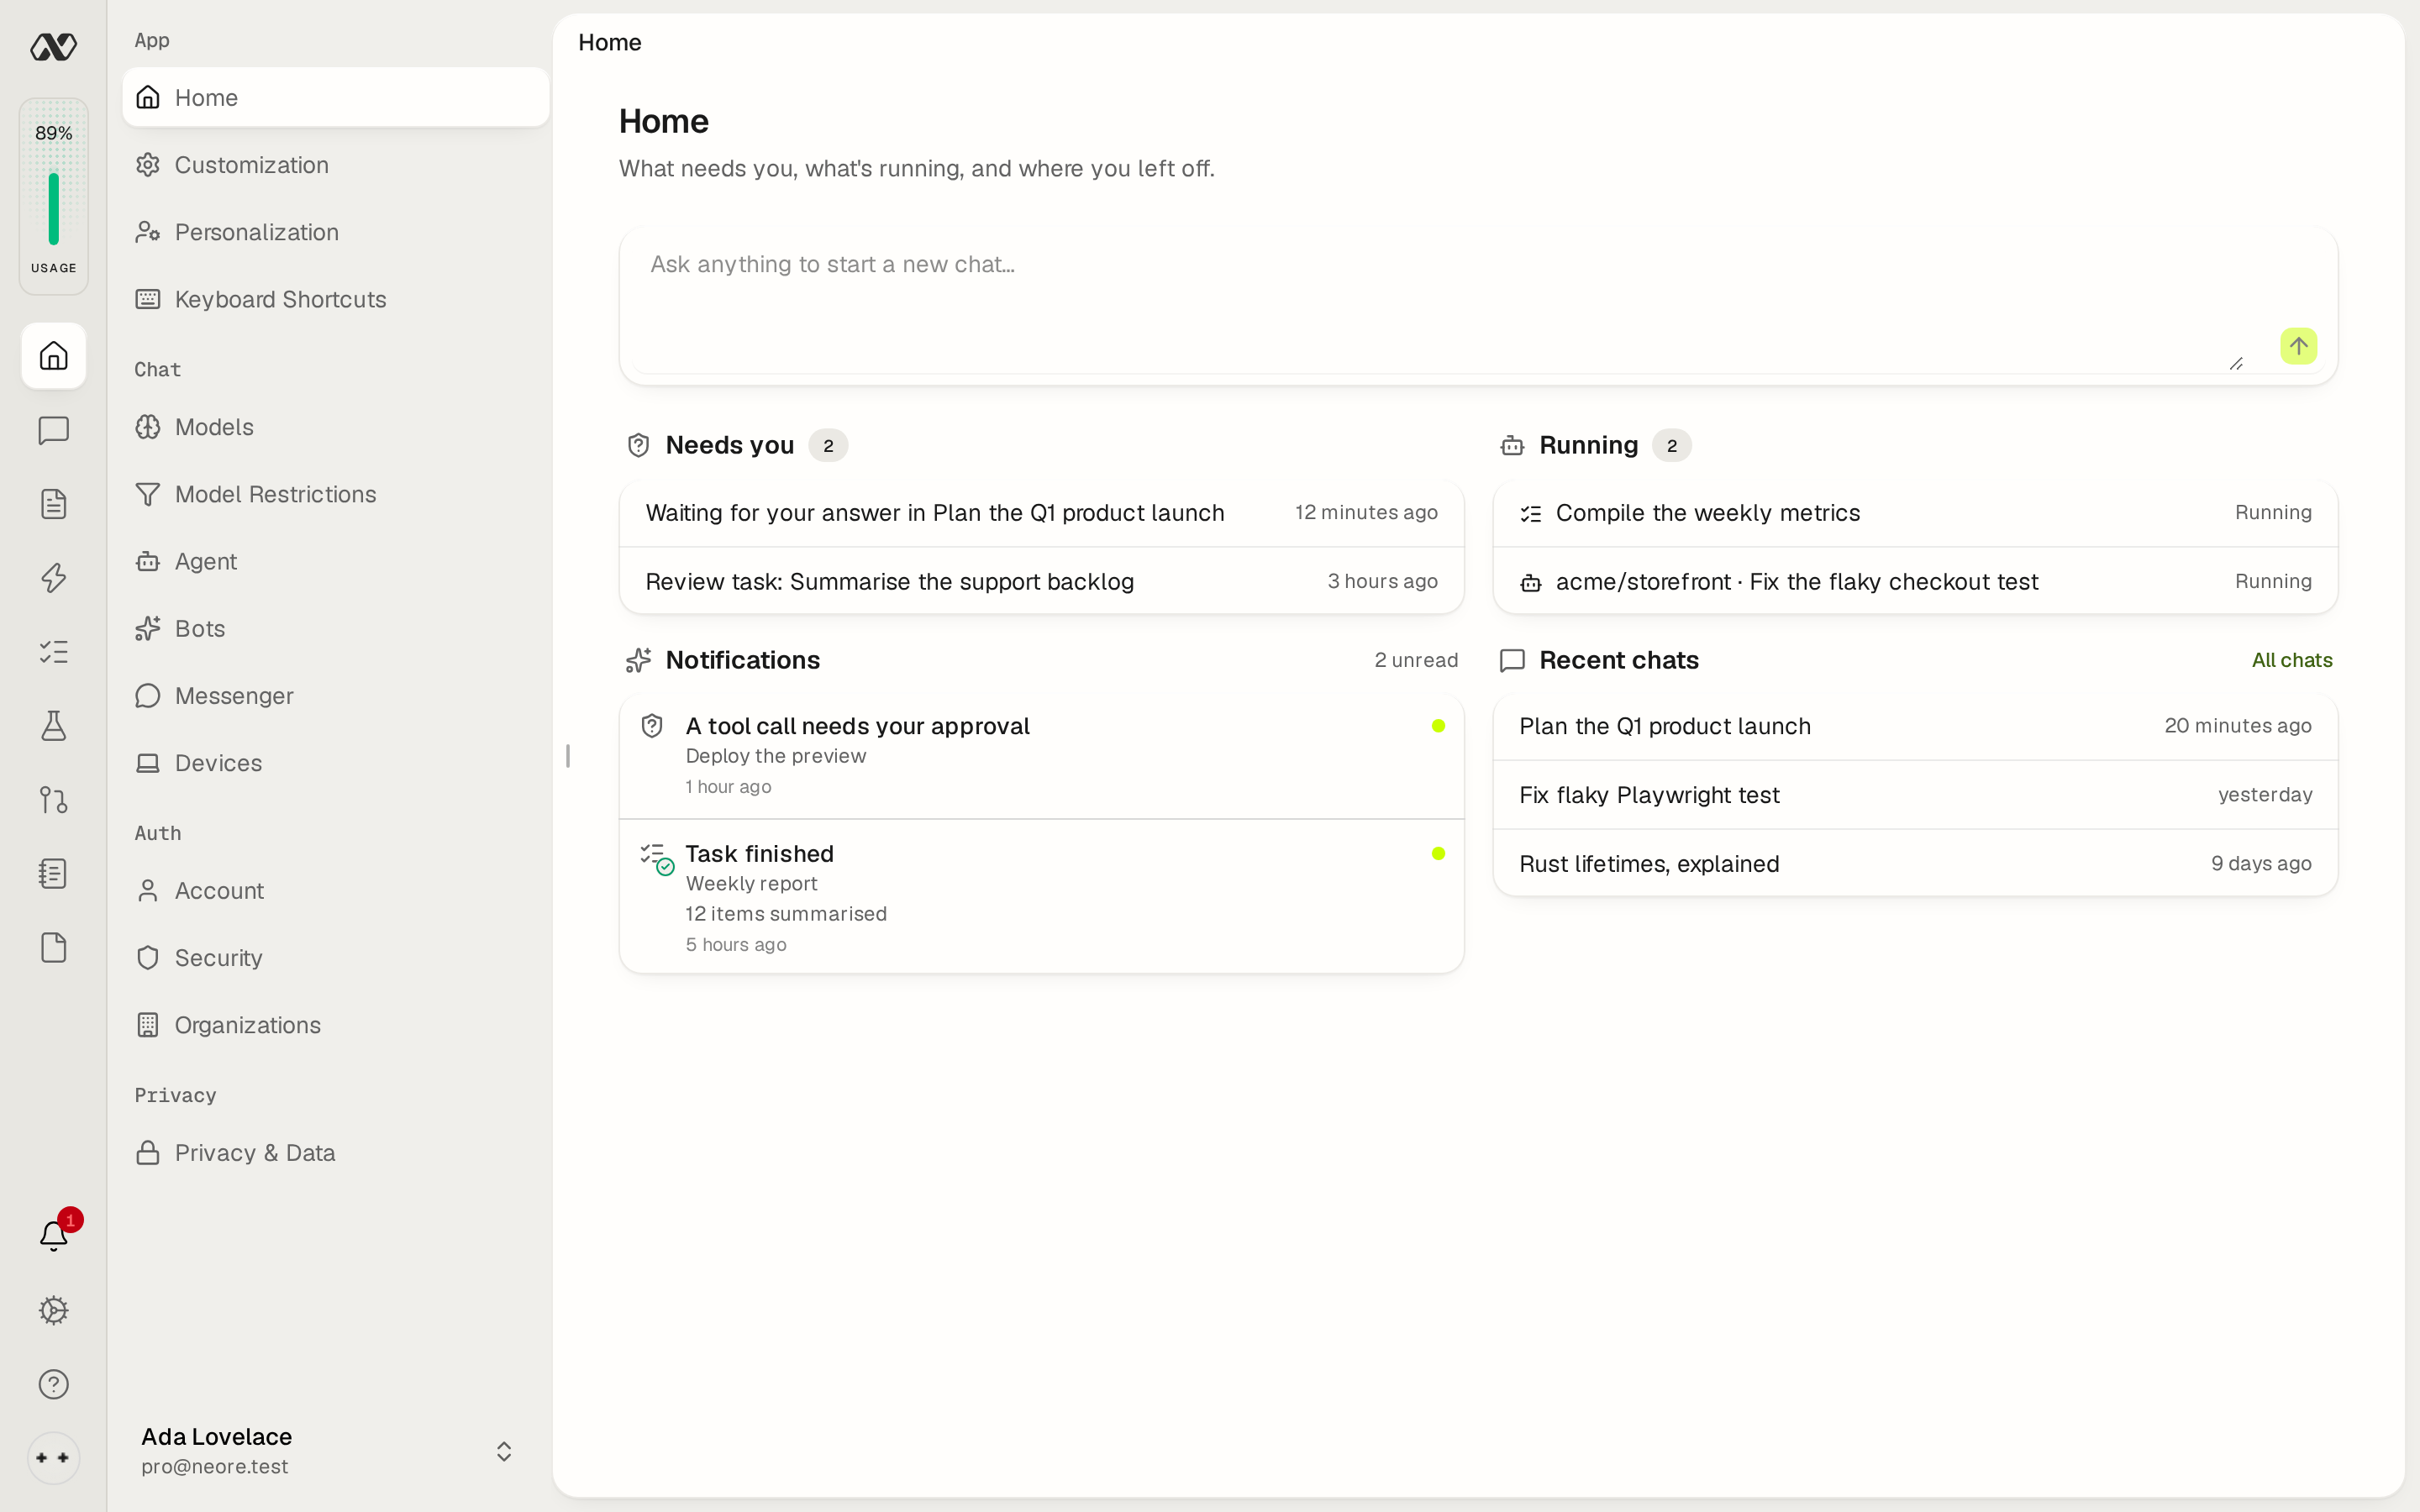 89%
USAGE
1
App
Home
Customization
Personalization
Keyboard Shortcuts
Chat
Models
Model Restrictions
Agent
Bots
Messenger
Devices
Auth
Account
Security
Organizations
Privacy
Privacy & Data
Ada Lovelace
pro@neore.test
Home
Home
What needs you, what's running, and where you left off.
Ask anything to start a new chat...
Needs you 2
Waiting for your answer in Plan the Q1 product launch 12 minutes ago
Review task: Summarise the support backlog 3 hours ago
Running 2
Compile the weekly metrics Running
acme/storefront · Fix the flaky checkout test Running
Notifications 2 unread
A tool call needs your approval
Deploy the preview
1 hour ago
Task finished
Weekly report
12 items summarised
5 hours ago
Recent chats All chats
Plan the Q1 product launch 20 minutes ago
Fix flaky Playwright test yesterday
Rust lifetimes, explained 9 days ago